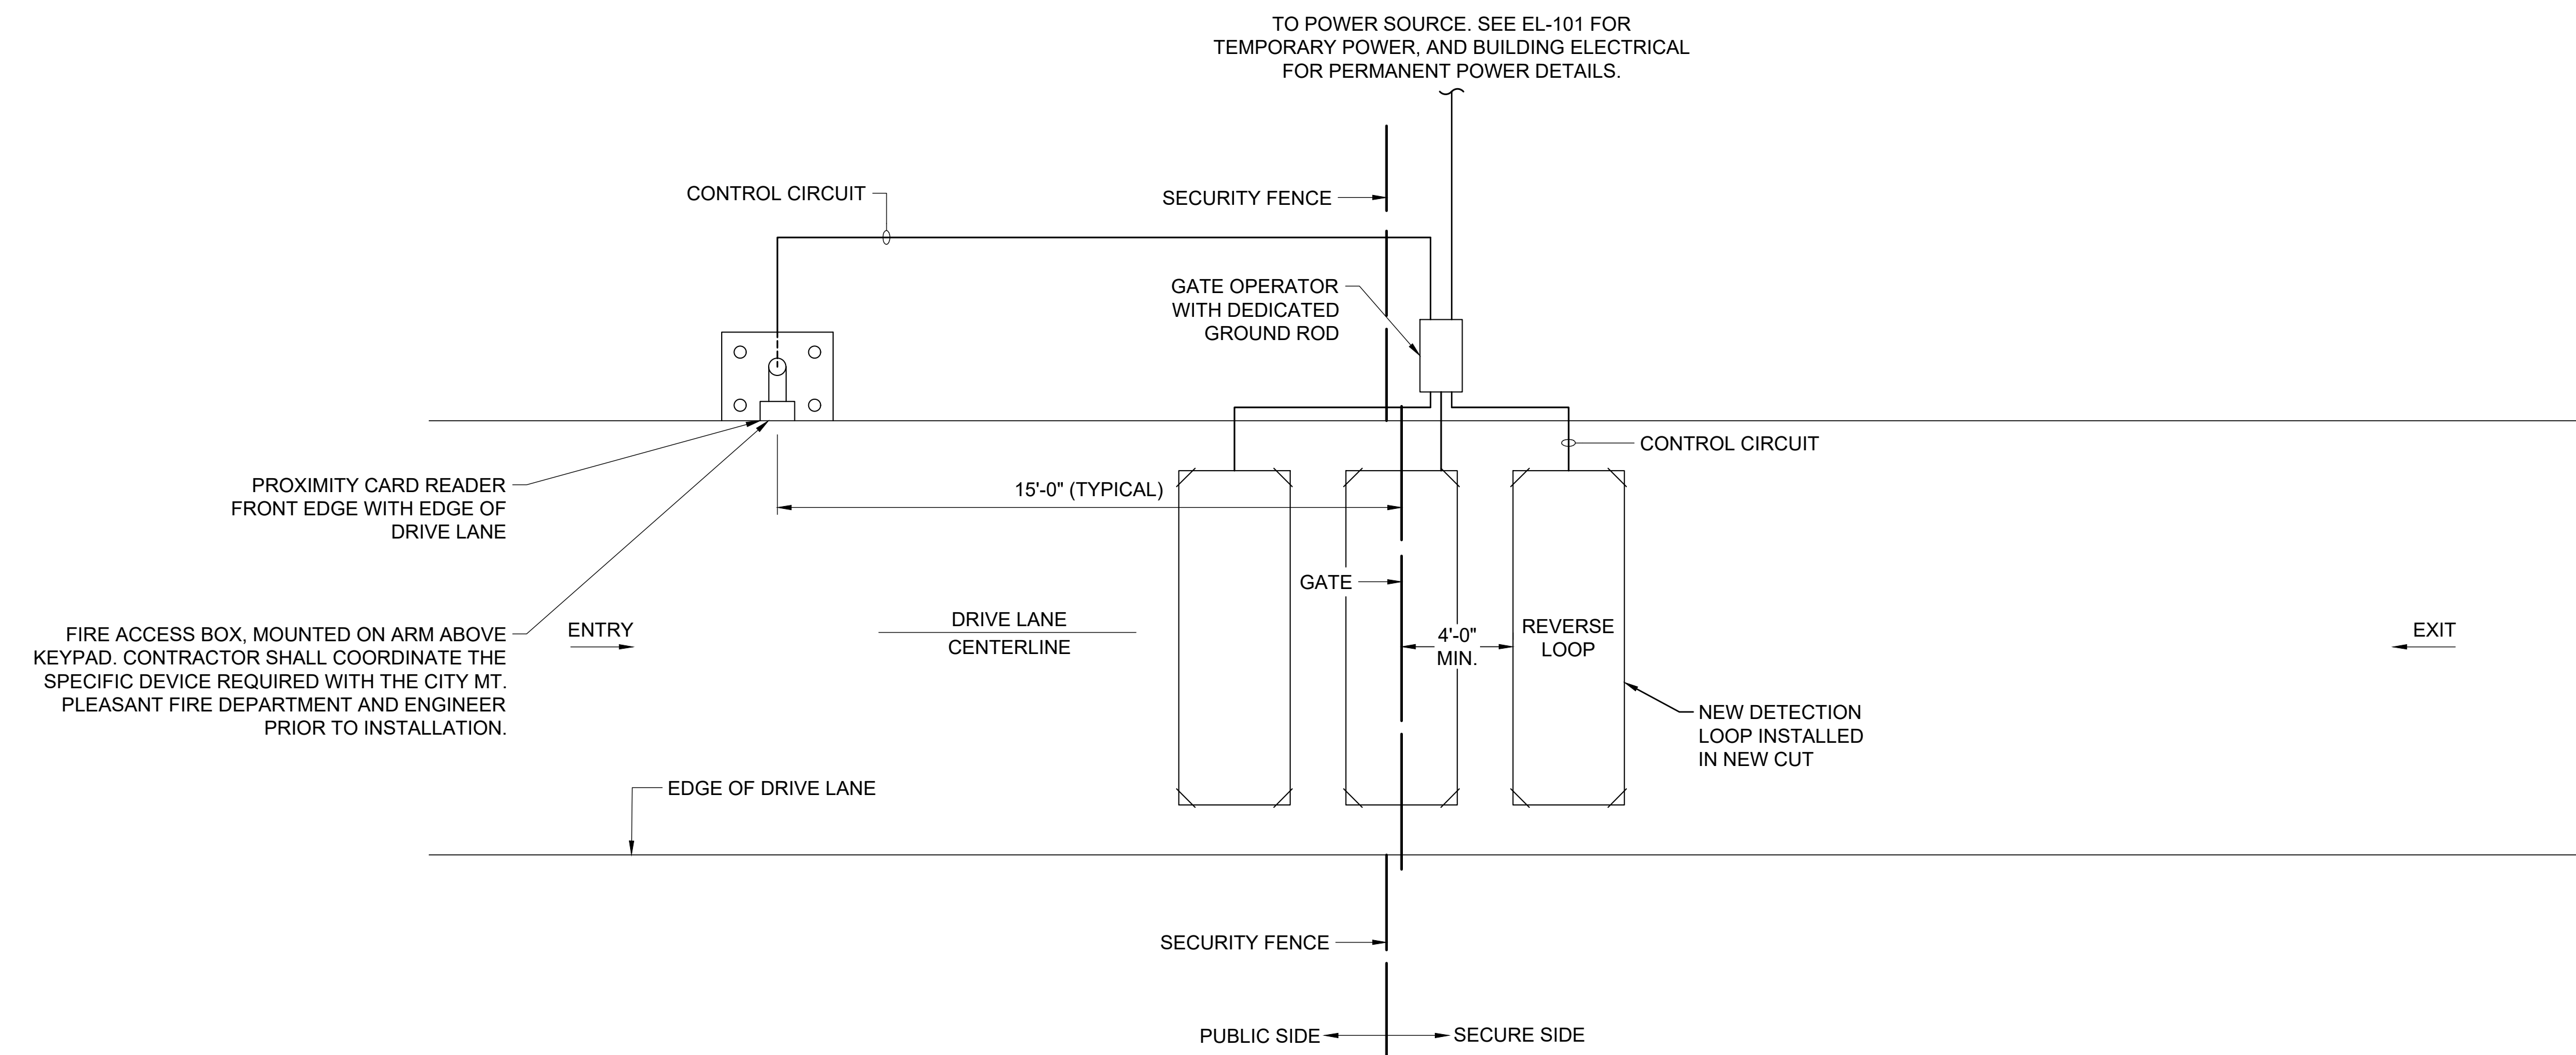 TO POWER SOURCE. SEE EL-101 FOR
TEMPORARY POWER, AND BUILDING ELECTRICAL
FOR PERMANENT POWER DETAILS.
CONTROL CIRCUIT
SECURITY FENCE
GATE OPERATOR
WITH DEDICATED
GROUND ROD
CONTROL CIRCUIT
PROXIMITY CARD READER
FRONT EDGE WITH EDGE OF
DRIVE LANE
15'-0" (TYPICAL)
GATE
FIRE ACCESS BOX, MOUNTED ON ARM ABOVE
KEYPAD. CONTRACTOR SHALL COORDINATE THE
SPECIFIC DEVICE REQUIRED WITH THE CITY MT.
PLEASANT FIRE DEPARTMENT AND ENGINEER
PRIOR TO INSTALLATION.
ENTRY
DRIVE LANE
CENTERLINE
4'-0"
MIN.
REVERSE
LOOP
EXIT
NEW DETECTION
LOOP INSTALLED
IN NEW CUT
EDGE OF DRIVE LANE
SECURITY FENCE
PUBLIC SIDE
SECURE SIDE